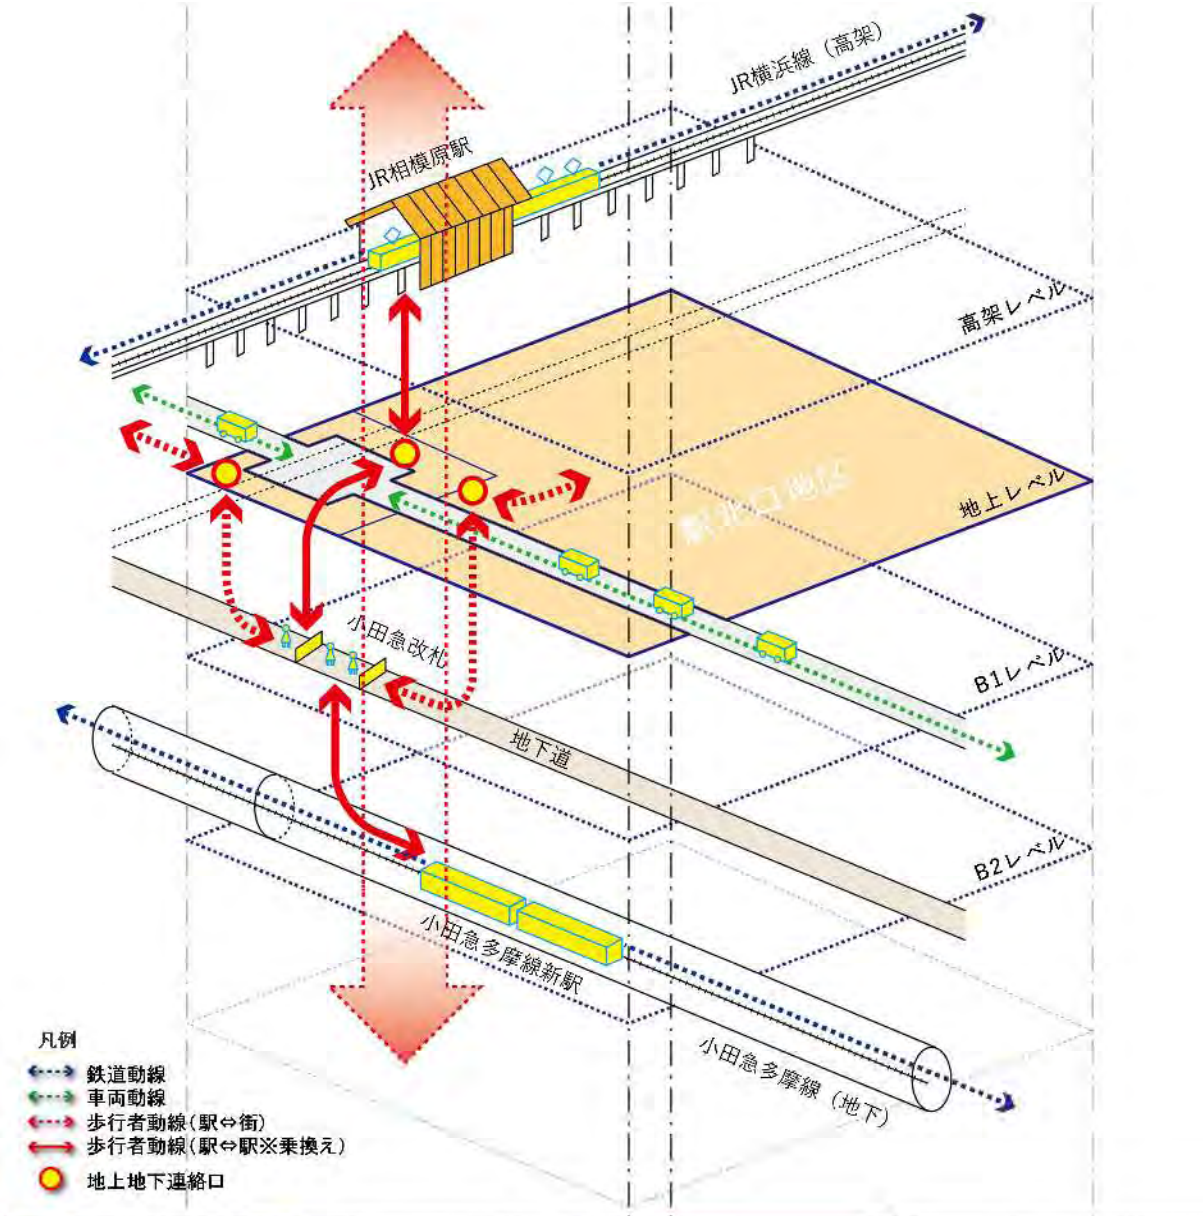 JR横浜線（高架）
JR相模原駅
高架レベル
地上レベル
駅北口地区
小田急改札
B1レベル
地下道
B2レベル
小田急多摩線新駅
小田急多摩線（地下）
凡例
鉄道動線
車両動線
歩行者動線（駅⇔街）
歩行者動線（駅⇔駅※乗換え）
地上地下連絡口